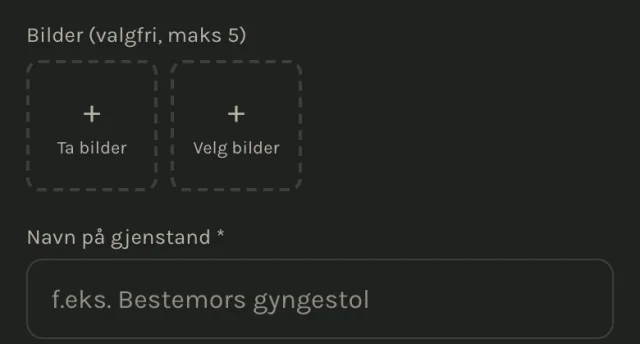 Bilder (valgfri, maks 5)
+ +
Ta bilder Velg bilder
Navn på gjenstand *
f.eks. Bestemors gyngestol